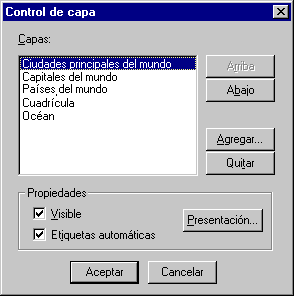 Control de capa
Capas:
Ciudades principales del mundo
Capitales del mundo
Países del mundo
Cuadrícula
Océan
Arriba
Abajo
Agregar...
Quitar
Propiedades
Visible
Etiquetas automáticas
Presentación...
Aceptar
Cancelar